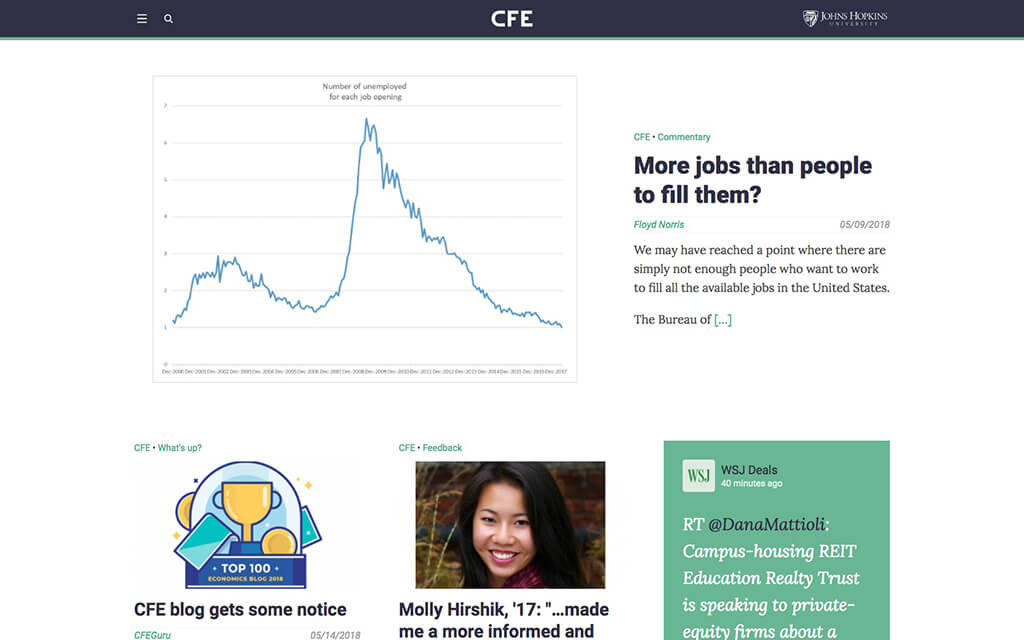 CFE
JOHNS HOPKINS
UNIVERSITY
Number of unemployed
for each job opening
7
6
5
4
3
2
1
0
Dec-2000 Dec-2001 Dec-2002 Dec-2003 Dec-2004 Dec-2005 Dec-2006 Dec-2007 Dec-2008 Dec-2009 Dec-2010 Dec-2011 Dec-2012 Dec-2013 Dec-2014 Dec-2015 Dec-2016 Dec-2017
CFE • Commentary
More jobs than people
to fill them?
Floyd Norris 05/09/2018
We may have reached a point where there are
simply not enough people who want to work
to fill all the available jobs in the United States.
The Bureau of [...]
CFE • What's up?
TOP 100
ECONOMICS BLOG 2018
CFE blog gets some notice
CFEGuru 05/14/2018
CFE • Feedback
Molly Hirshik, '17: "…made
me a more informed and
WSJ
WSJ Deals
40 minutes ago
RT @DanaMattioli:
Campus-housing REIT
Education Realty Trust
is speaking to private-
equity firms about a